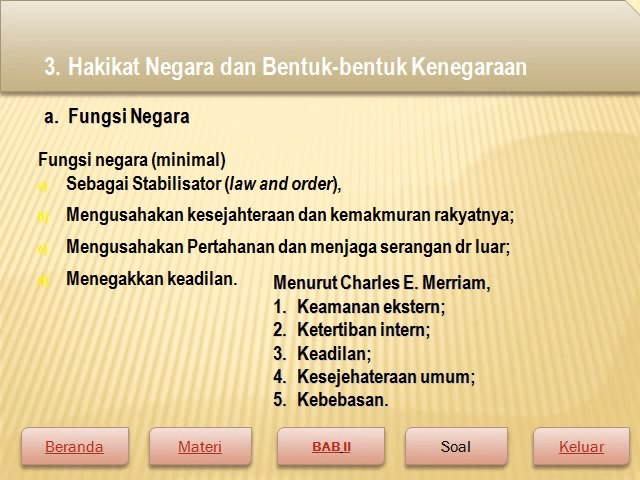 3. Hakikat Negara dan Bentuk-bentuk Kenegaraan
a. Fungsi Negara
Fungsi negara (minimal)
a) Sebagai Stabilisator (law and order),
b) Mengusahakan kesejahteraan dan kemakmuran rakyatnya;
c) Mengusahakan Pertahanan dan menjaga serangan dr luar;
d) Menegakkan keadilan.
Menurut Charles E. Merriam,
1. Keamanan ekstern;
2. Ketertiban intern;
3. Keadilan;
4. Kesejehateraan umum;
5. Kebebasan.
Beranda
Materi
BAB II
Soal
Keluar